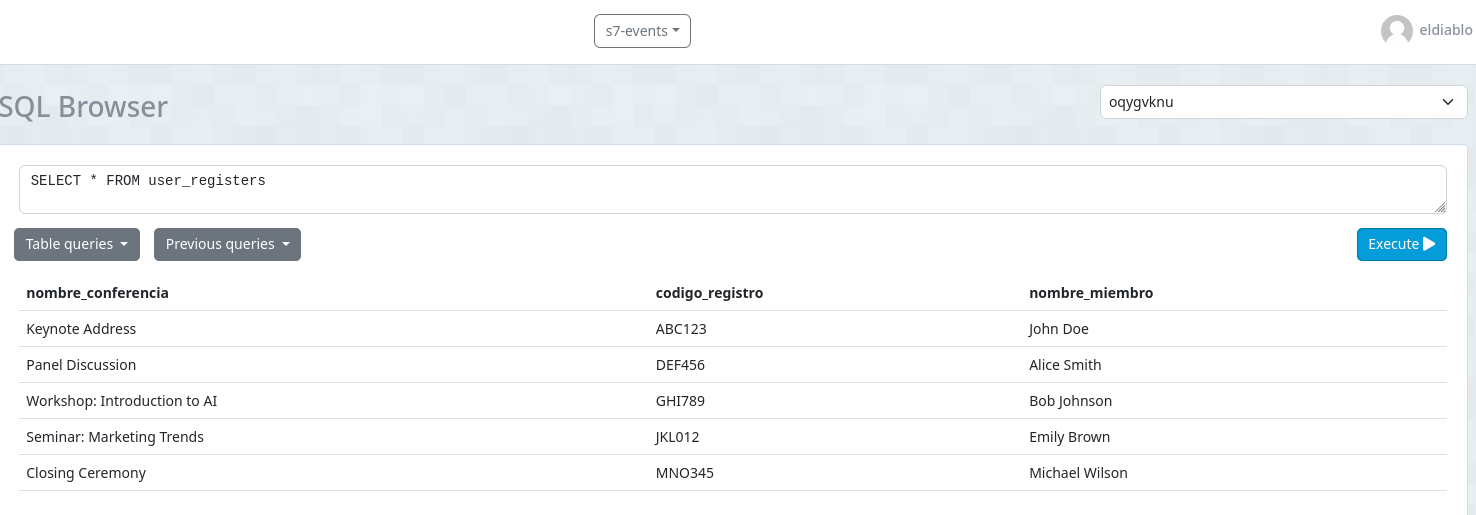 s7-events
eldiablo
SQL Browser
oqygvknu
SELECT * FROM user_registers
Table queries
Previous queries
Execute
nombre_conferencia codigo_registro nombre_miembro
Keynote Address ABC123 John Doe
Panel Discussion DEF456 Alice Smith
Workshop: Introduction to AI GHI789 Bob Johnson
Seminar: Marketing Trends JKL012 Emily Brown
Closing Ceremony MNO345 Michael Wilson